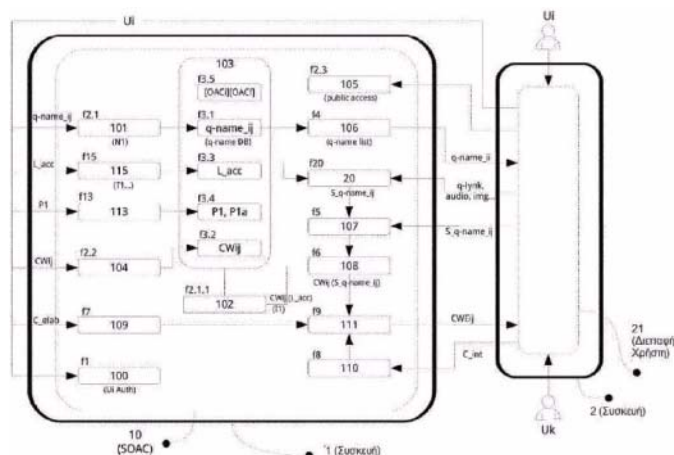 Ui
Ui
103
f3.5
[OACi][OACi']
f2.3
105
(public access)
q-name_ij
f2.1
101
(N1)
f3.1
q-name_ij
(q-name DB)
f4
106
(q-name list)
q-name_ij
L_acc
f15
115
(T1...)
f3.3
L_acc
f20
20
S_q-name_ij
q-lynk,
audio, img...
P1
f13
113
f3.4
P1, P1a
f5
107
S_q-name_ij
f3.2
CWij
CWij
f2.2
104
f6
108
CWij (S_q-name_ij)
f2.1.1
102
CWij (L_acc)
(T1)
C_elab
f7
109
f9
111
CWEij
f8
110
C_int
f1
100
(Ui Auth)
21
(Διεπαφή
Χρήστη)
2 (Συσκευή)
Uk
10
(SOAC)
1 (Συσκευή)